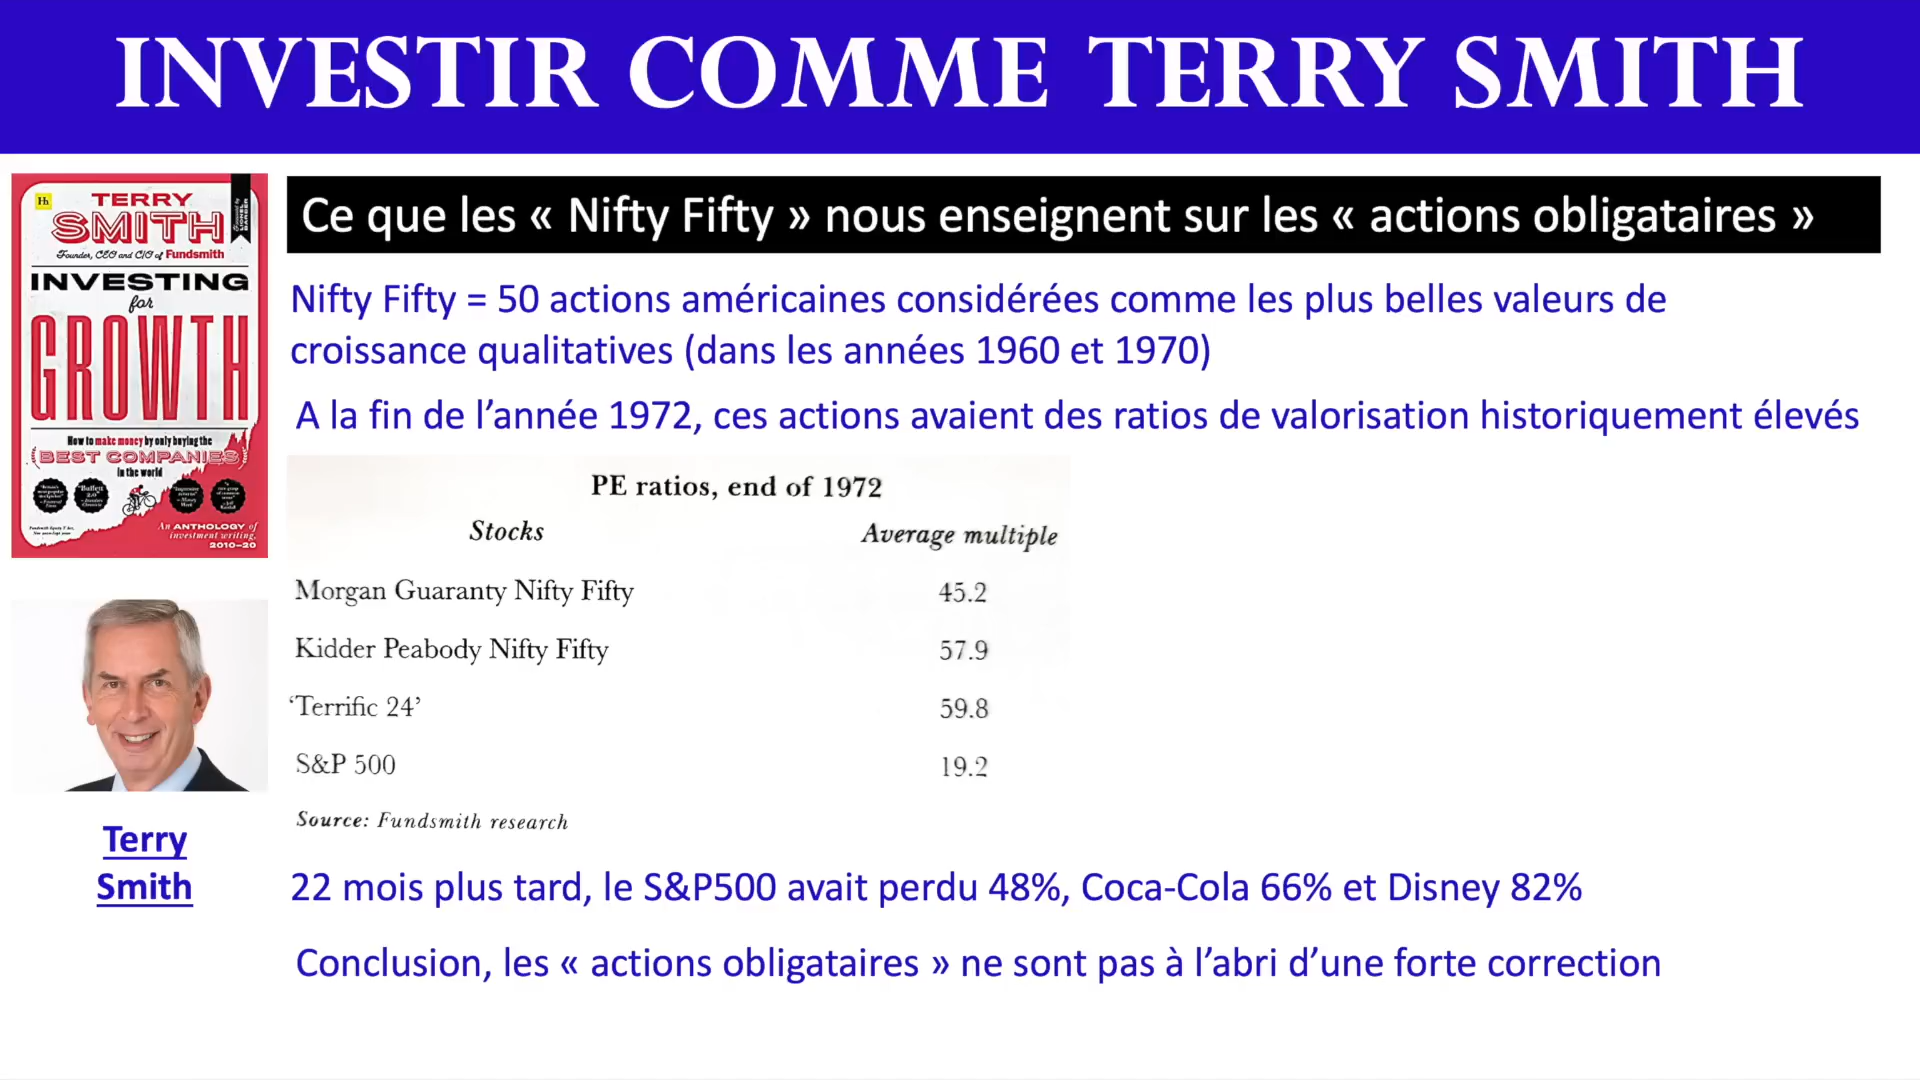 INVESTIR COMME TERRY SMITH
TERRY
SMITH
Founder, CEO and CIO of Fundsmith
INVESTING
for
GROWTH
How to make money by only buying the
BEST COMPANIES
in the world
An ANTHOLOGY of
investment writing,
2010–20
Terry
Smith
Ce que les « Nifty Fifty » nous enseignent sur les « actions obligataires »
Nifty Fifty = 50 actions américaines considérées comme les plus belles valeurs de
croissance qualitatives (dans les années 1960 et 1970)
A la fin de l’année 1972, ces actions avaient des ratios de valorisation historiquement élevés
PE ratios, end of 1972
Stocks Average multiple
Morgan Guaranty Nifty Fifty 45.2
Kidder Peabody Nifty Fifty 57.9
‘Terrific 24’ 59.8
S&P 500 19.2
Source: Fundsmith research
22 mois plus tard, le S&P500 avait perdu 48%, Coca-Cola 66% et Disney 82%
Conclusion, les « actions obligataires » ne sont pas à l’abri d’une forte correction